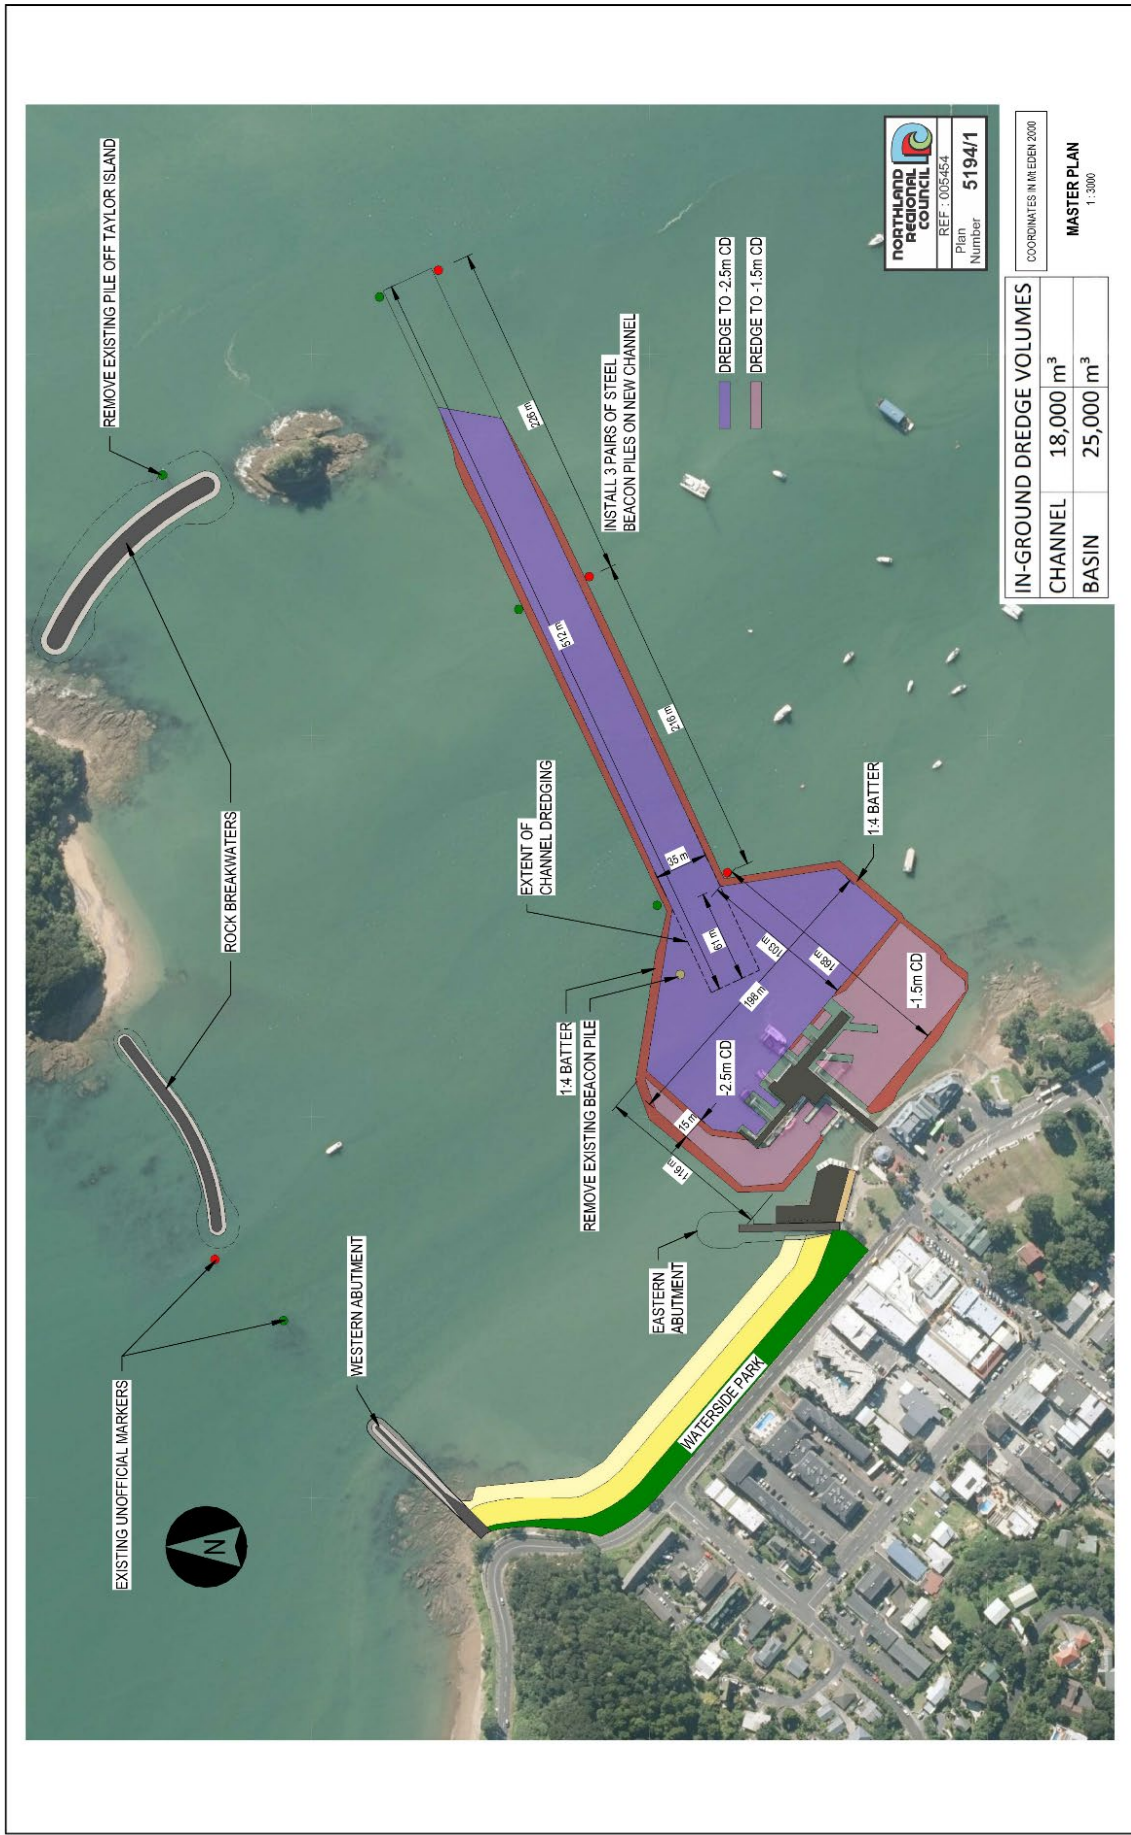 REMOVE EXISTING PILE OFF TAYLOR ISLAND
ROCK BREAKWATERS
EXISTING UNOFFICIAL MARKERS
N
WESTERN ABUTMENT
EXTENT OF
CHANNEL DREDGING
1:4 BATTER
REMOVE EXISTING BEACON PILE
EASTERN
ABUTMENT
WATERSIDE PARK
226 m
INSTALL 3 PAIRS OF STEEL
BEACON PILES ON NEW CHANNEL
512 m
216 m
35 m
61 m
103 m
168 m
198 m
15 m
116 m
-2.5m CD
-1.5m CD
1:4 BATTER
DREDGE TO -2.5m CD
DREDGE TO -1.5m CD
NORTHLAND
REGIONAL
COUNCIL
REF : 005454
Plan
Number 5194/1
IN-GROUND DREDGE VOLUMES
CHANNEL 18,000 m³
BASIN 25,000 m³
COORDINATES IN Mt EDEN 2000
MASTER PLAN
1 : 3000